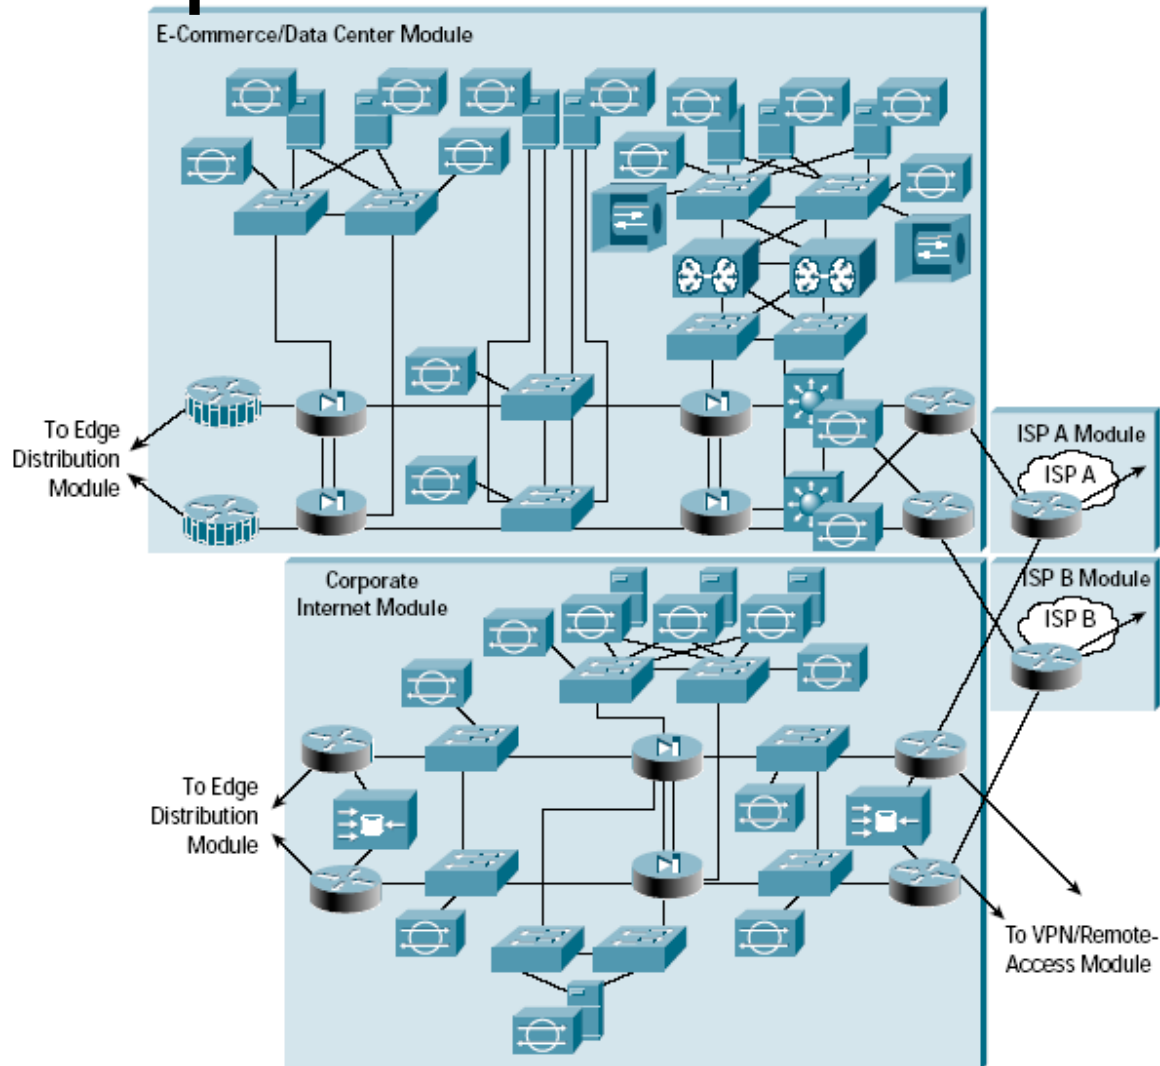 E-Commerce/Data Center Module
To Edge
Distribution
Module
ISP A Module
ISP A
ISP B Module
ISP B
Corporate
Internet Module
To Edge
Distribution
Module
To VPN/Remote-
Access Module